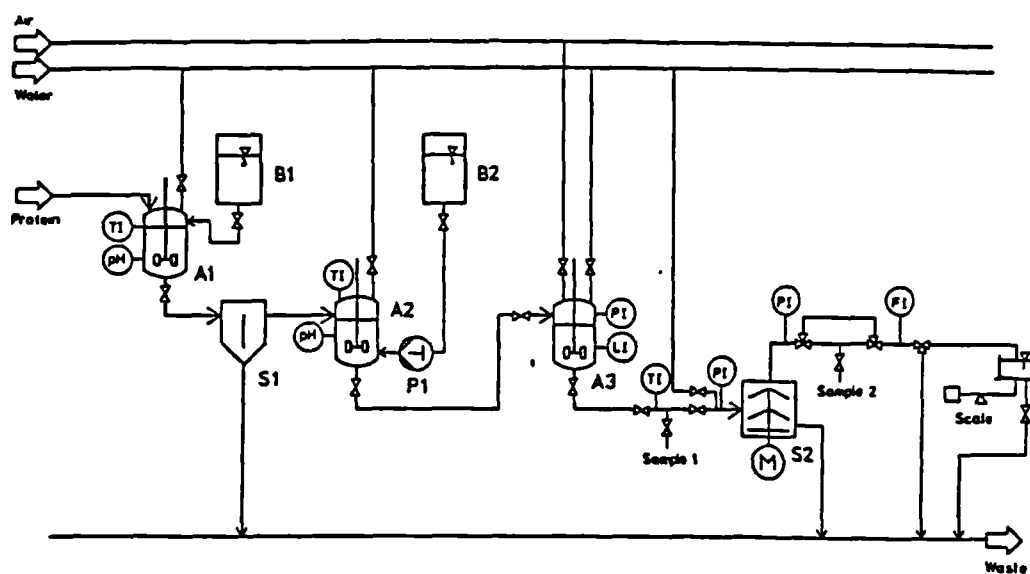 Air
Water
Protein
B1
B2
TI
pH
A1
TI
A2
pH
P1
S1
PI
LI
A3
TI
PI
Sample 1
M
S2
PI
FI
Sample 2
Scale
Waste